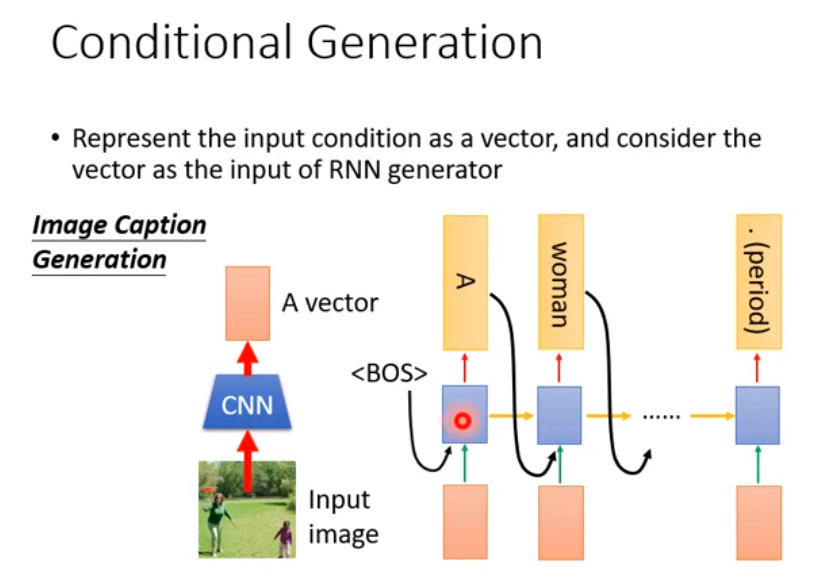 Conditional Generation
• Represent the input condition as a vector, and consider the
vector as the input of RNN generator
Image Caption
Generation
A vector
<BOS>
CNN
Input
image
A
woman
. (period)
......